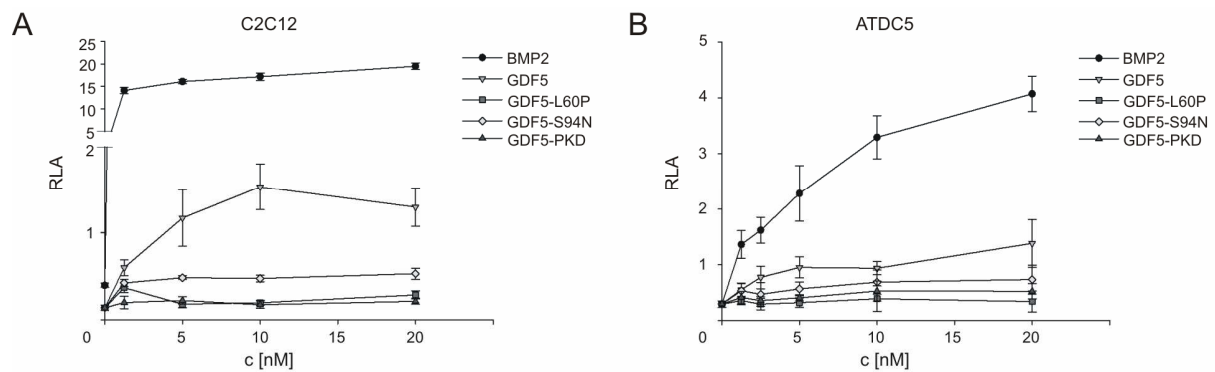 A
C2C12
25
20
15
10
5
2
1
RLA
0
5
10
15
20
c [nM]
BMP2
GDF5
GDF5-L60P
GDF5-S94N
GDF5-PKD
B
ATDC5
5
4
3
2
1
0
RLA
0
5
10
15
20
c [nM]
BMP2
GDF5
GDF5-L60P
GDF5-S94N
GDF5-PKD